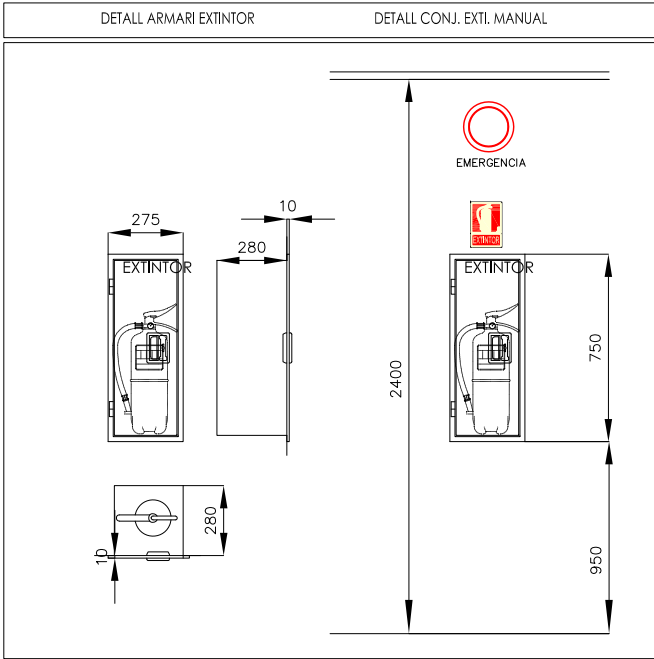 DETALL ARMARI EXTINTOR
DETALL CONJ. EXTI. MANUAL
EMERGENCIA
10
275
280
EXTINTOR
EXTINTOR
EXTINTOR
750
2400
280
10
950